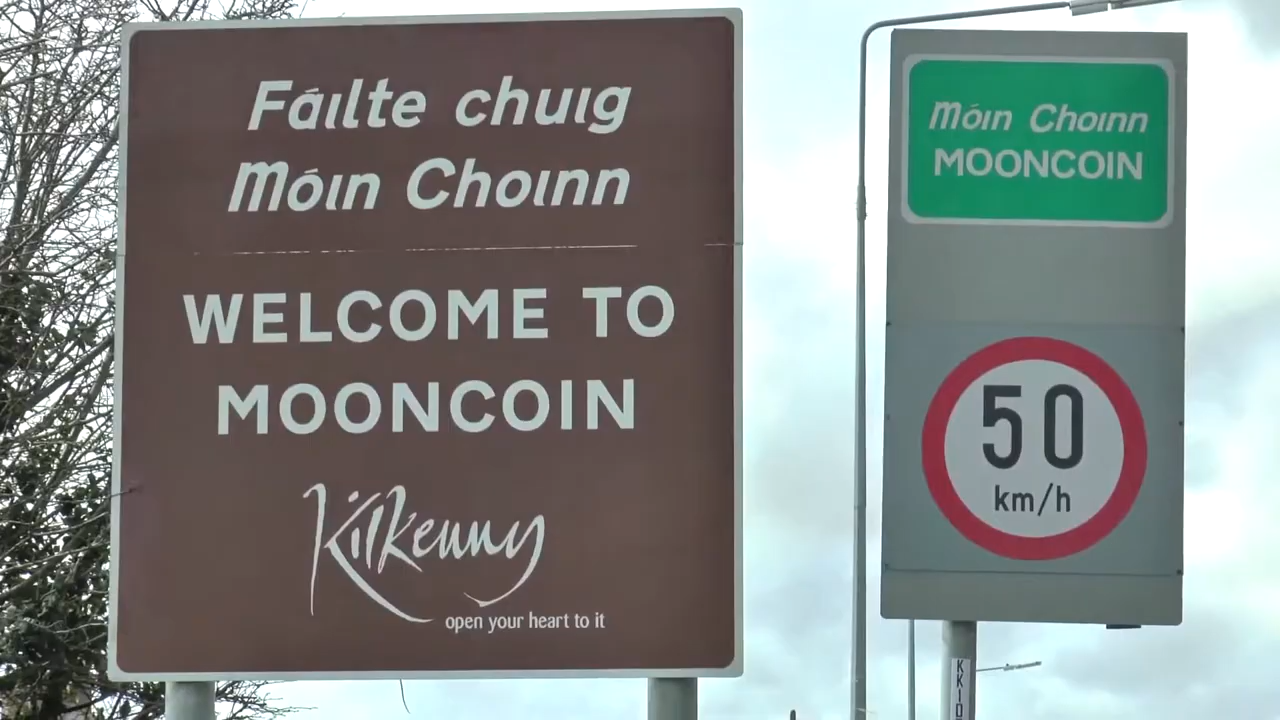 Fáilte chuig
Móin Choinn
WELCOME TO
MOONCOIN
Kilkenny
open your heart to it
Móin Choinn
MOONCOIN
50
km/h